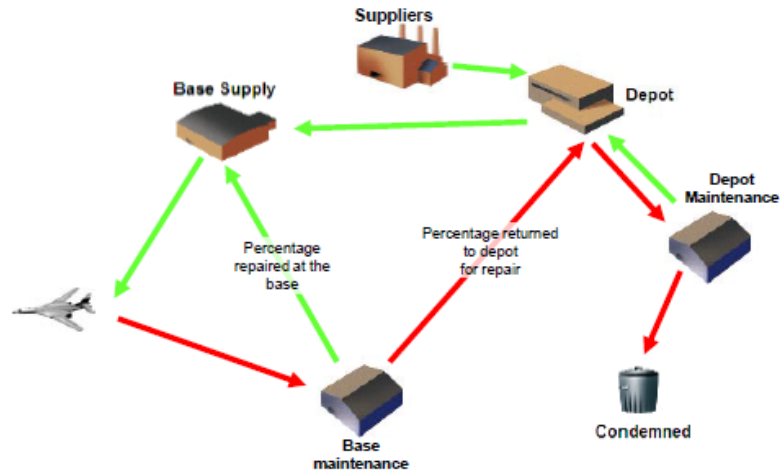 Suppliers
Base Supply
Depot
Depot
Maintenance
Percentage
repaired at the
base
Percentage returned
to depot
for repair
Base
maintenance
Condemned